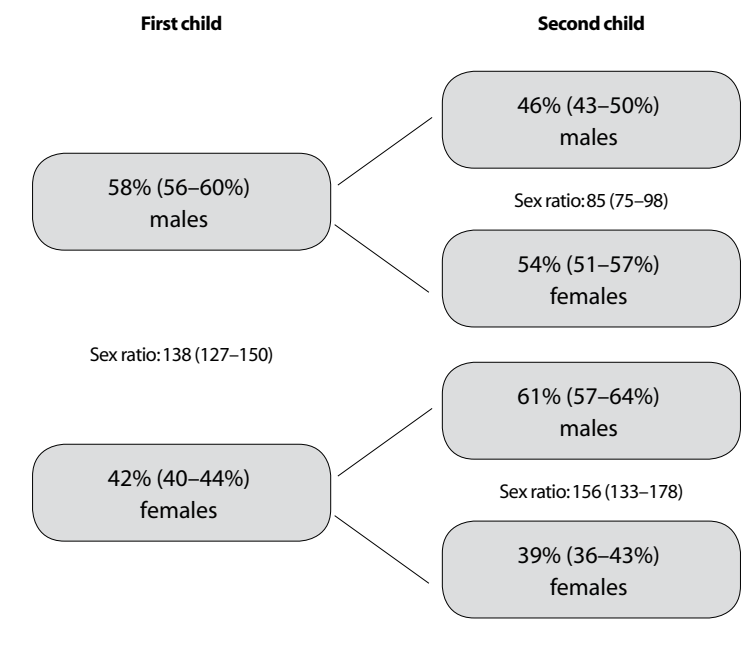 First child
Second child
46% (43–50%)
males
58% (56–60%)
males
Sex ratio: 85 (75–98)
54% (51–57%)
females
Sex ratio: 138 (127–150)
61% (57–64%)
males
42% (40–44%)
females
Sex ratio: 156 (133–178)
39% (36–43%)
females